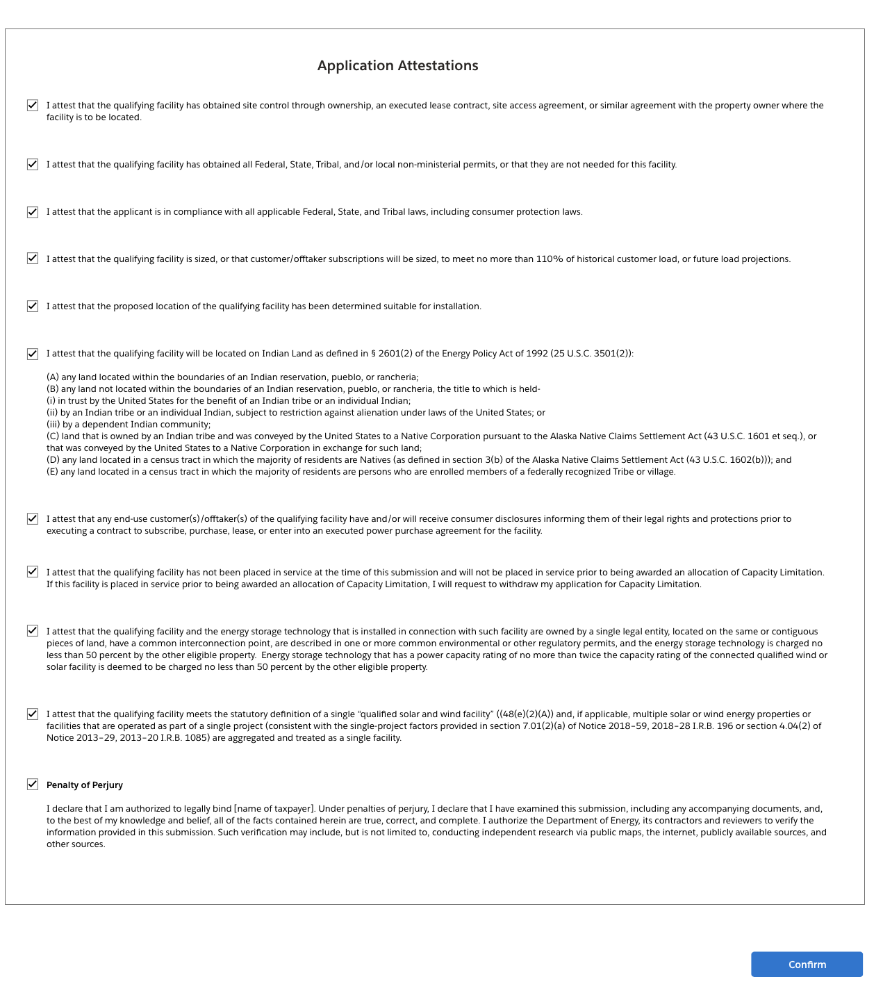 Application Attestations
I attest that the qualifying facility has obtained site control through ownership, an executed lease contract, site access agreement, or similar agreement with the property owner where the
facility is to be located.
I attest that the qualifying facility has obtained all Federal, State, Tribal, and/or local non-ministerial permits, or that they are not needed for this facility.
I attest that the applicant is in compliance with all applicable Federal, State, and Tribal laws, including consumer protection laws.
I attest that the qualifying facility is sized, or that customer/offtaker subscriptions will be sized, to meet no more than 110% of historical customer load, or future load projections.
I attest that the proposed location of the qualifying facility has been determined suitable for installation.
I attest that the qualifying facility will be located on Indian Land as defined in § 2601(2) of the Energy Policy Act of 1992 (25 U.S.C. 3501(2)):
(A) any land located within the boundaries of an Indian reservation, pueblo, or rancheria;
(B) any land not located within the boundaries of an Indian reservation, pueblo, or rancheria, the title to which is held-
(i) in trust by the United States for the benefit of an Indian tribe or an individual Indian;
(ii) by an Indian tribe or an individual Indian, subject to restriction against alienation under laws of the United States; or
(iii) by a dependent Indian community;
(C) land that is owned by an Indian tribe and was conveyed by the United States to a Native Corporation pursuant to the Alaska Native Claims Settlement Act (43 U.S.C. 1601 et seq.), or
that was conveyed by the United States to a Native Corporation in exchange for such land;
(D) any land located in a census tract in which the majority of residents are Natives (as defined in section 3(b) of the Alaska Native Claims Settlement Act (43 U.S.C. 1602(b))); and
(E) any land located in a census tract in which the majority of residents are persons who are enrolled members of a federally recognized Tribe or village.
I attest that any end-use customer(s)/offtaker(s) of the qualifying facility have and/or will receive consumer disclosures informing them of their legal rights and protections prior to
executing a contract to subscribe, purchase, lease, or enter into an executed power purchase agreement for the facility.
I attest that the qualifying facility has not been placed in service at the time of this submission and will not be placed in service prior to being awarded an allocation of Capacity Limitation.
If this facility is placed in service prior to being awarded an allocation of Capacity Limitation, I will request to withdraw my application for Capacity Limitation.
I attest that the qualifying facility and the energy storage technology that is installed in connection with such facility are owned by a single legal entity, located on the same or contiguous
pieces of land, have a common interconnection point, are described in one or more common environmental or other regulatory permits, and the energy storage technology is charged no
less than 50 percent by the other eligible property.  Energy storage technology that has a power capacity rating of no more than twice the capacity rating of the connected qualified wind or
solar facility is deemed to be charged no less than 50 percent by the other eligible property.
I attest that the qualifying facility meets the statutory definition of a single “qualified solar and wind facility” ((48(e)(2)(A)) and, if applicable, multiple solar or wind energy properties or
facilities that are operated as part of a single project (consistent with the single-project factors provided in section 7.01(2)(a) of Notice 2018–59, 2018–28 I.R.B. 196 or section 4.04(2) of
Notice 2013–29, 2013–20 I.R.B. 1085) are aggregated and treated as a single facility.
Penalty of Perjury
I declare that I am authorized to legally bind [name of taxpayer]. Under penalties of perjury, I declare that I have examined this submission, including any accompanying documents, and,
to the best of my knowledge and belief, all of the facts contained herein are true, correct, and complete. I authorize the Department of Energy, its contractors and reviewers to verify the
information provided in this submission. Such verification may include, but is not limited to, conducting independent research via public maps, the internet, publicly available sources, and
other sources.
Confirm